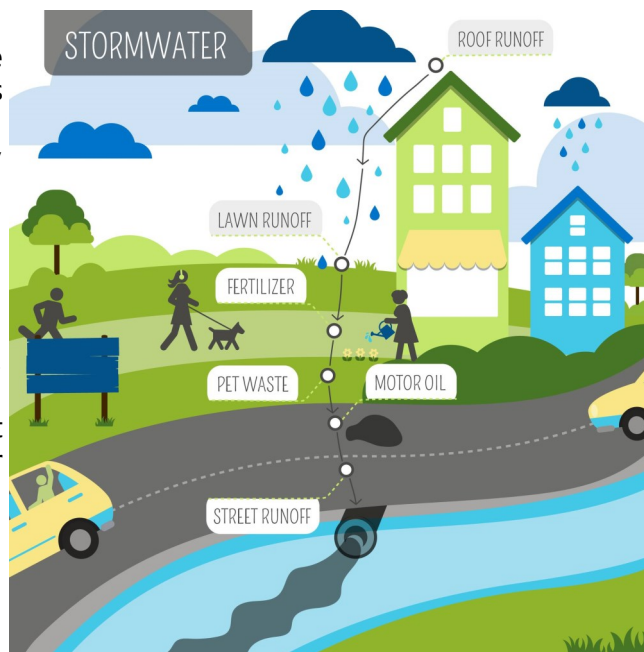 STORMWATER
ROOF RUNOFF
LAWN RUNOFF
FERTILIZER
PET WASTE
MOTOR OIL
STREET RUNOFF